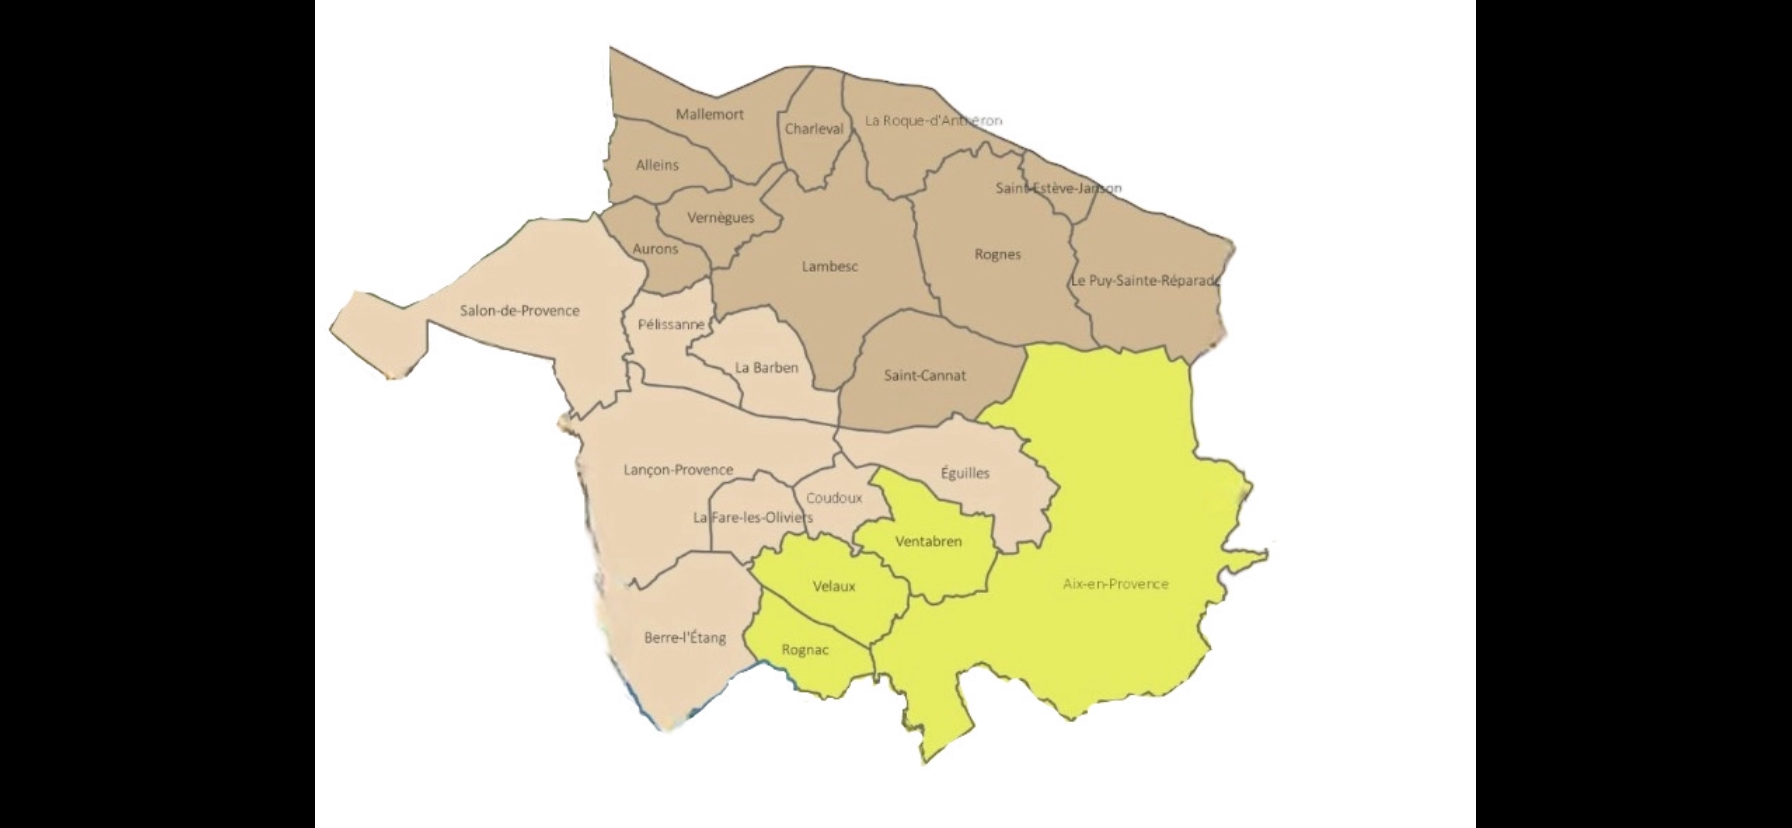 Mallemort
Charleval
La Roque-d'Anthéron
Alleins
Saint-Estève-Janson
Vernègues
Aurons
Rognes
Lambesc
Le Puy-Sainte-Réparade
Salon-de-Provence
Pélissanne
La Barben
Saint-Cannat
Lançon-Provence
Éguilles
Coudoux
La Fare-les-Oliviers
Ventabren
Velaux
Aix-en-Provence
Berre-l'Étang
Rognac